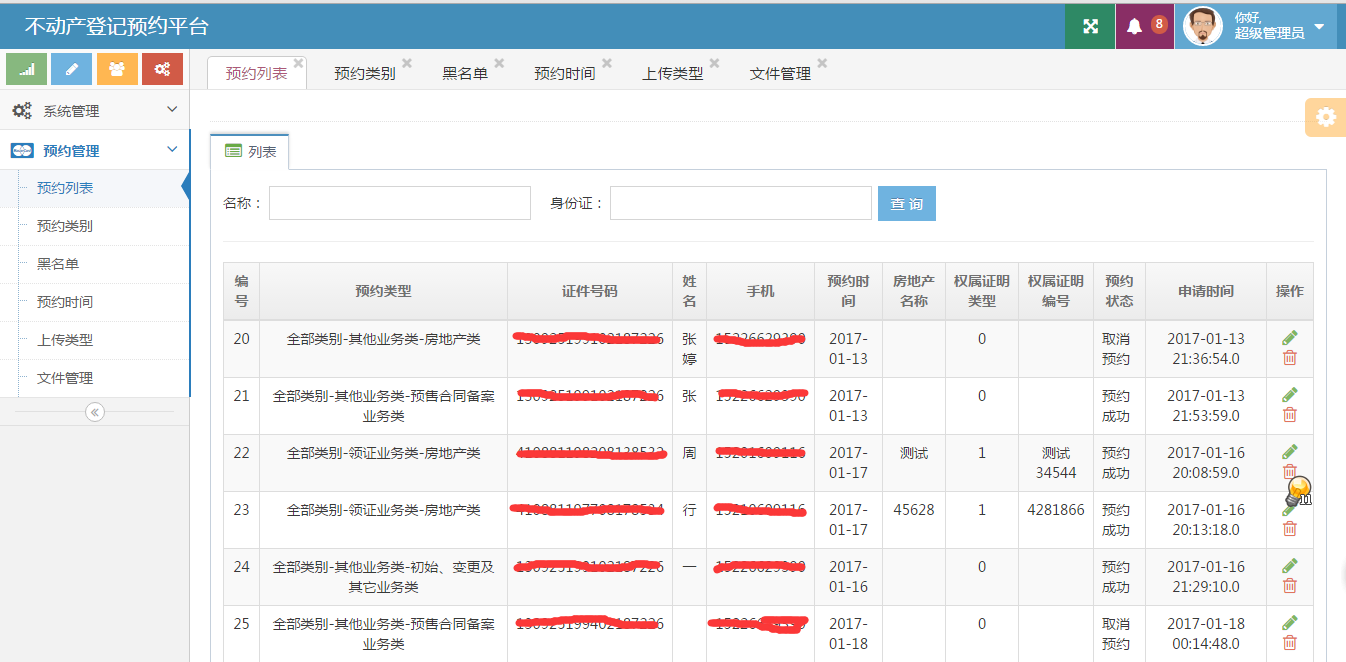 不动产登记预约平台
8
你好,
超级管理员
系统管理
预约管理
预约列表
预约类别
黑名单
预约时间
上传类型
文件管理
预约列表 预约类别 黑名单 预约时间 上传类型 文件管理
列表
名称： 身份证： 查 询
编号 预约类型 证件号码 姓名 手机 预约时间 房地产名称 权属证明类型 权属证明编号 预约状态 申请时间 操作
20 全部类别-其他业务类-房地产类 张婷 2017-01-13 0 取消预约 2017-01-13 21:36:54.0
21 全部类别-其他业务类-预售合同备案业务类 张 2017-01-13 0 预约成功 2017-01-13 21:53:59.0
22 全部类别-领证业务类-房地产类 周 2017-01-17 测试 1 测试34544 预约成功 2017-01-16 20:08:59.0
23 全部类别-领证业务类-房地产类 行 2017-01-17 45628 1 4281866 预约成功 2017-01-16 20:13:18.0
11
24 全部类别-其他业务类-初始、变更及其它业务类 一 2017-01-16 0 预约成功 2017-01-16 21:29:10.0
25 全部类别-其他业务类-预售合同备案业务类 2017-01-18 0 取消预约 2017-01-18 00:14:48.0